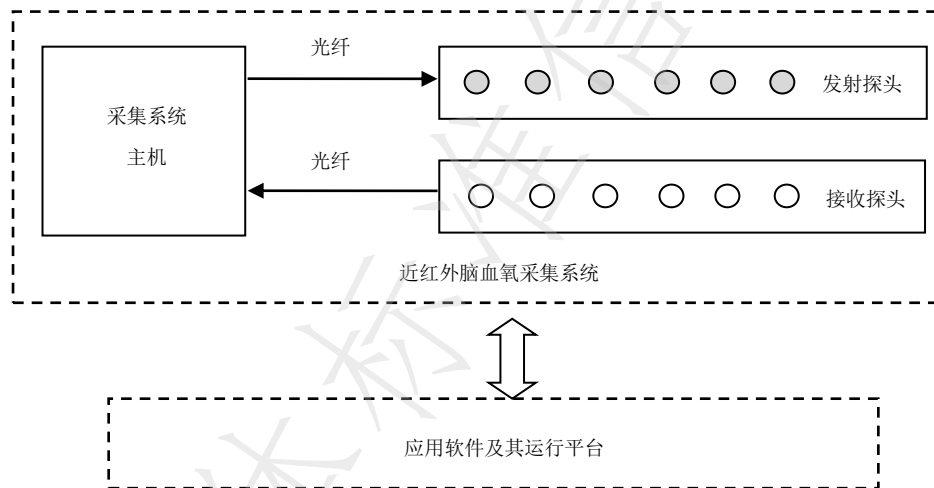 光纤
发射探头
采集系统
主机
光纤
接收探头
近红外脑血氧采集系统
应用软件及其运行平台